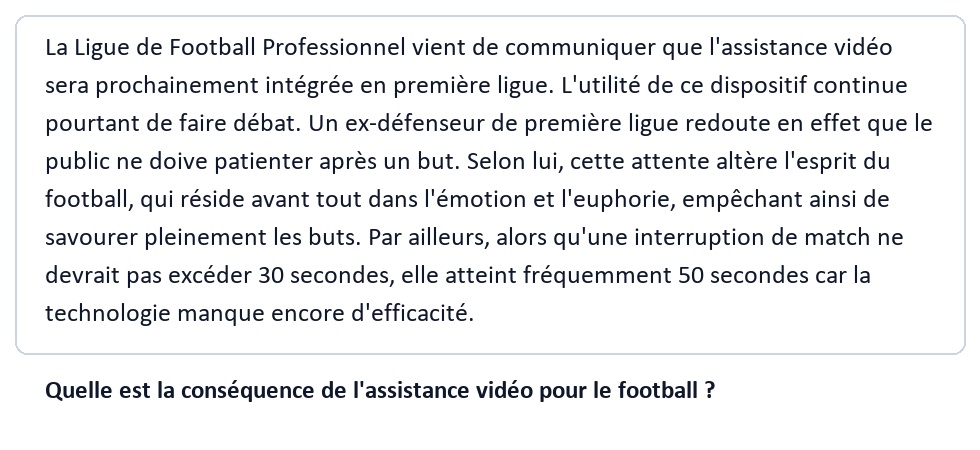 La Ligue de Football Professionnel vient de communiquer que l'assistance vidéo
sera prochainement intégrée en première ligue. L'utilité de ce dispositif continue
pourtant de faire débat. Un ex-défenseur de première ligue redoute en effet que le
public ne doive patienter après un but. Selon lui, cette attente altère l'esprit du
football, qui réside avant tout dans l'émotion et l'euphorie, empêchant ainsi de
savourer pleinement les buts. Par ailleurs, alors qu'une interruption de match ne
devrait pas excéder 30 secondes, elle atteint fréquemment 50 secondes car la
technologie manque encore d'efficacité.
Quelle est la conséquence de l'assistance vidéo pour le football ?